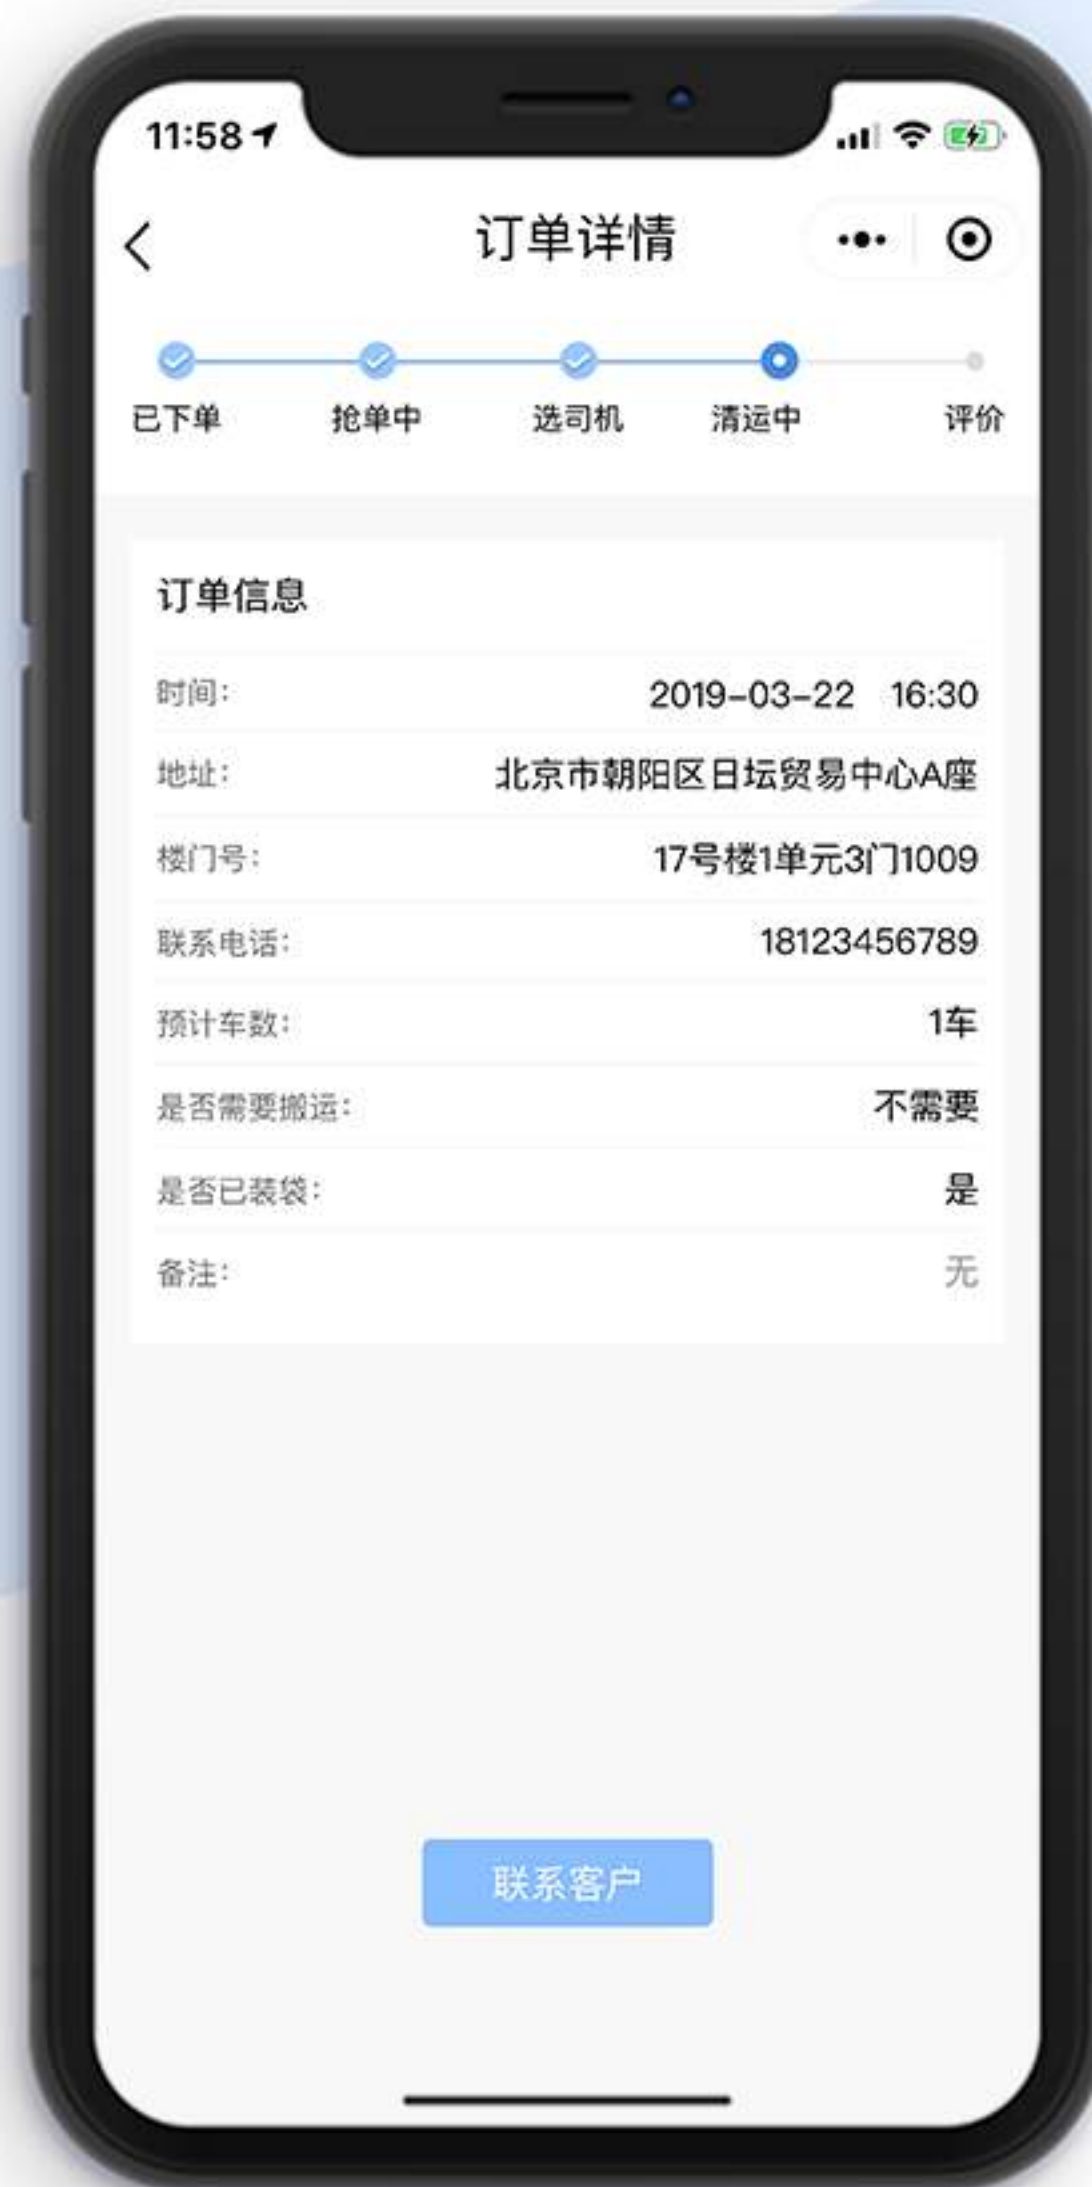 11:58
订单详情
已下单 抢单中 选司机 清运中 评价
订单信息
时间： 2019-03-22 16:30
地址： 北京市朝阳区日坛贸易中心A座
楼门号： 17号楼1单元3门1009
联系电话： 18123456789
预计车数： 1车
是否需要搬运： 不需要
是否已装袋： 是
备注： 无
联系客户